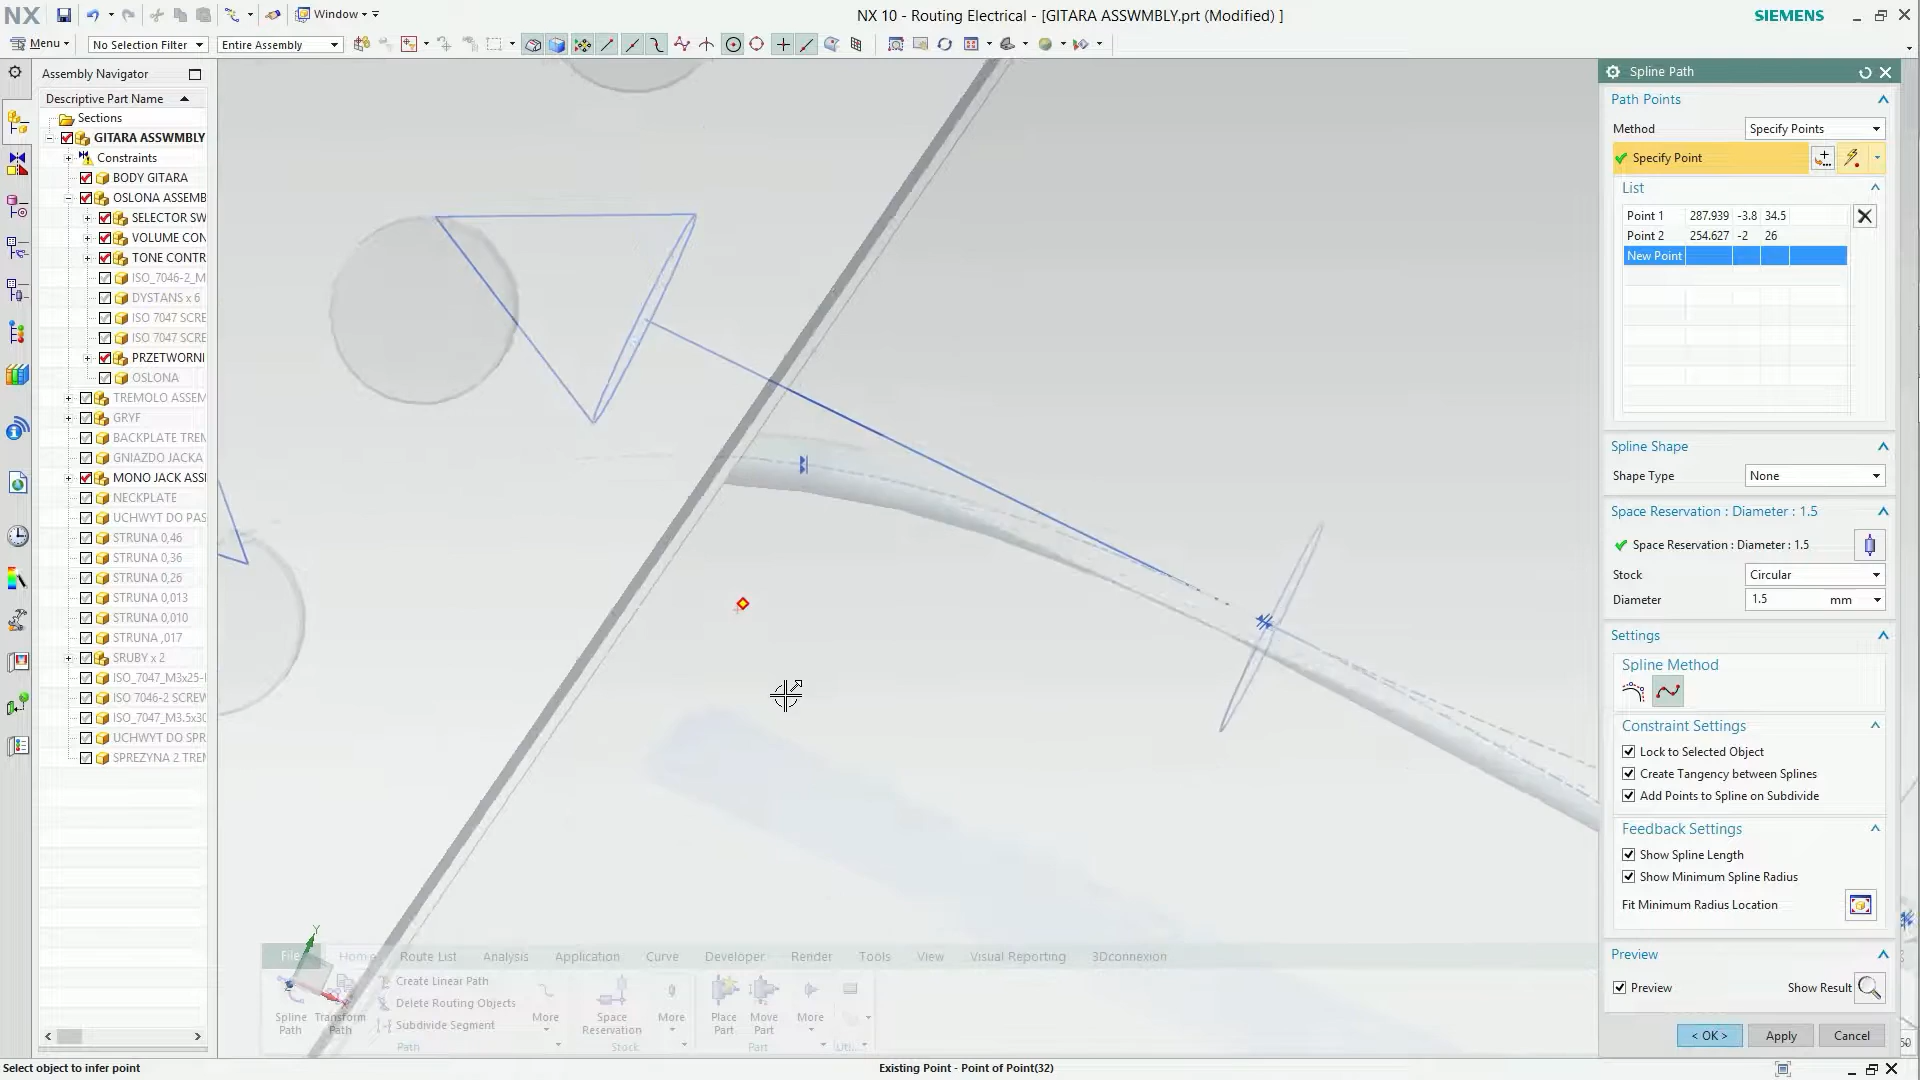 NX
Window
NX 10 - Routing Electrical - [GITARA ASSWMBLY.prt (Modified) ]
SIEMENS
Menu
No Selection Filter
Entire Assembly
Assembly Navigator
Descriptive Part Name
Sections
GITARA ASSWMBLY
Constraints
BODY GITARA
OSLONA ASSEMB
SELECTOR SW
VOLUME CON
TONE CONTR
ISO_7046-2_M
DYSTANS x 6
ISO 7047 SCRE
ISO 7047 SCRE
PRZETWORNI
OSLONA
TREMOLO ASSEM
GRYF
BACKPLATE TREM
GNIAZDO JACKA
MONO JACK ASSI
NECKPLATE
UCHWYT DO PAS
STRUNA 0,46
STRUNA 0,36
STRUNA 0,26
STRUNA 0,013
STRUNA 0,010
STRUNA ,017
SRUBY x 2
ISO_7047_M3x25-
ISO 7046-2 SCREW
ISO_7047_M3.5x30
UCHWYT DO SPR
SPREZYNA 2 TREM
Spline Path
Path Points
Method
Specify Points
Specify Point
List
Point 1 287.939 -3.8 34.5
Point 2 254.627 -2 26
New Point
Spline Shape
Shape Type
None
Space Reservation : Diameter : 1.5
Space Reservation : Diameter : 1.5
Stock
Circular
Diameter
1.5 mm
Settings
Spline Method
Constraint Settings
Lock to Selected Object
Create Tangency between Splines
Add Points to Spline on Subdivide
Feedback Settings
Show Spline Length
Show Minimum Spline Radius
Fit Minimum Radius Location
Preview
Preview
Show Result
< OK >
Apply
Cancel
Y
File Home Route List Analysis Application Curve Developer Render Tools View Visual Reporting 3Dconnexion
Create Linear Path
Delete Routing Objects
Subdivide Segment
Spline Path
Transform Path
More
Space Reservation
More
Place Part
Move Part
More
Path
Stock
Part
Uti...
Select object to infer point
Existing Point - Point of Point(32)